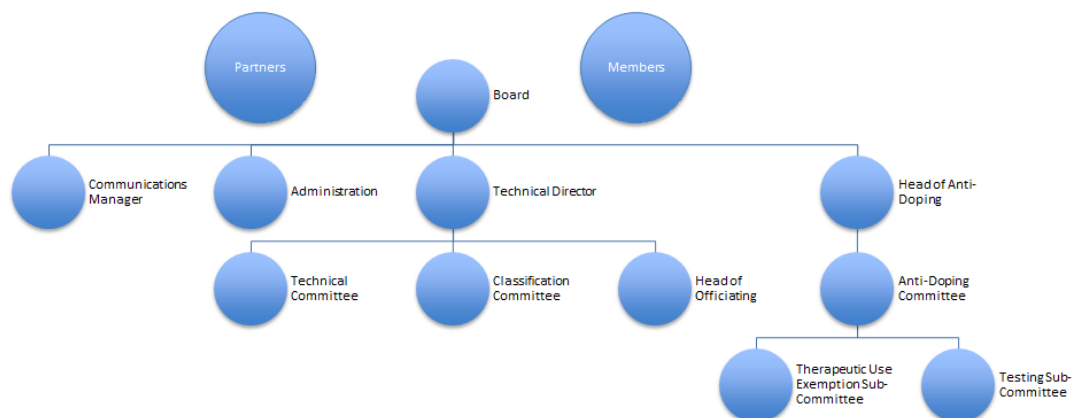 Partners
Members
Board
Communications
Manager
Administration
Technical Director
Head of Anti-
Doping
Technical
Committee
Classification
Committee
Head of
Officiating
Anti-Doping
Committee
Therapeutic Use
Exemption Sub-
Committee
Testing Sub-
Committee